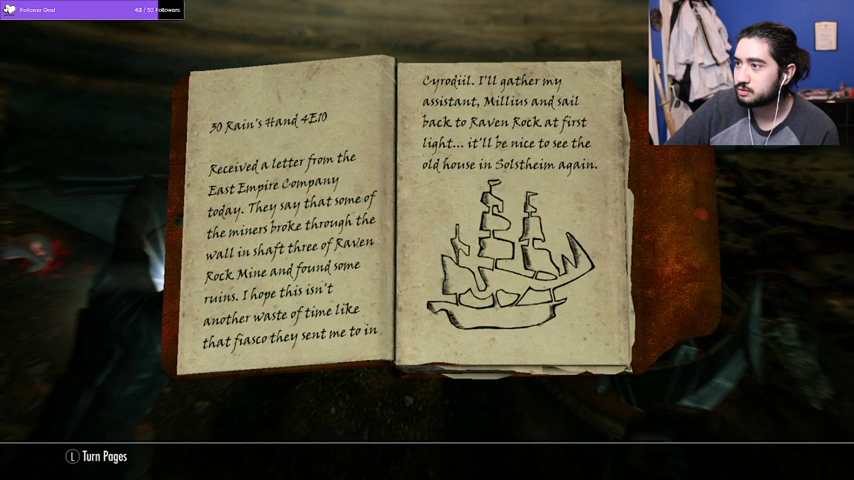 Follower Goal
43 / 50 Followers
30 Rain's Hand 4E10
Received a letter from the
East Empire Company
today. They say that some of
the miners broke through the
wall in shaft three of Raven
Rock Mine and found some
ruins. I hope this isn't
another waste of time like
that fiasco they sent me to in
Cyrodiil. I'll gather my
assistant, Millius and sail
back to Raven Rock at first
light... it'll be nice to see the
old house in Solstheim again.
L Turn Pages